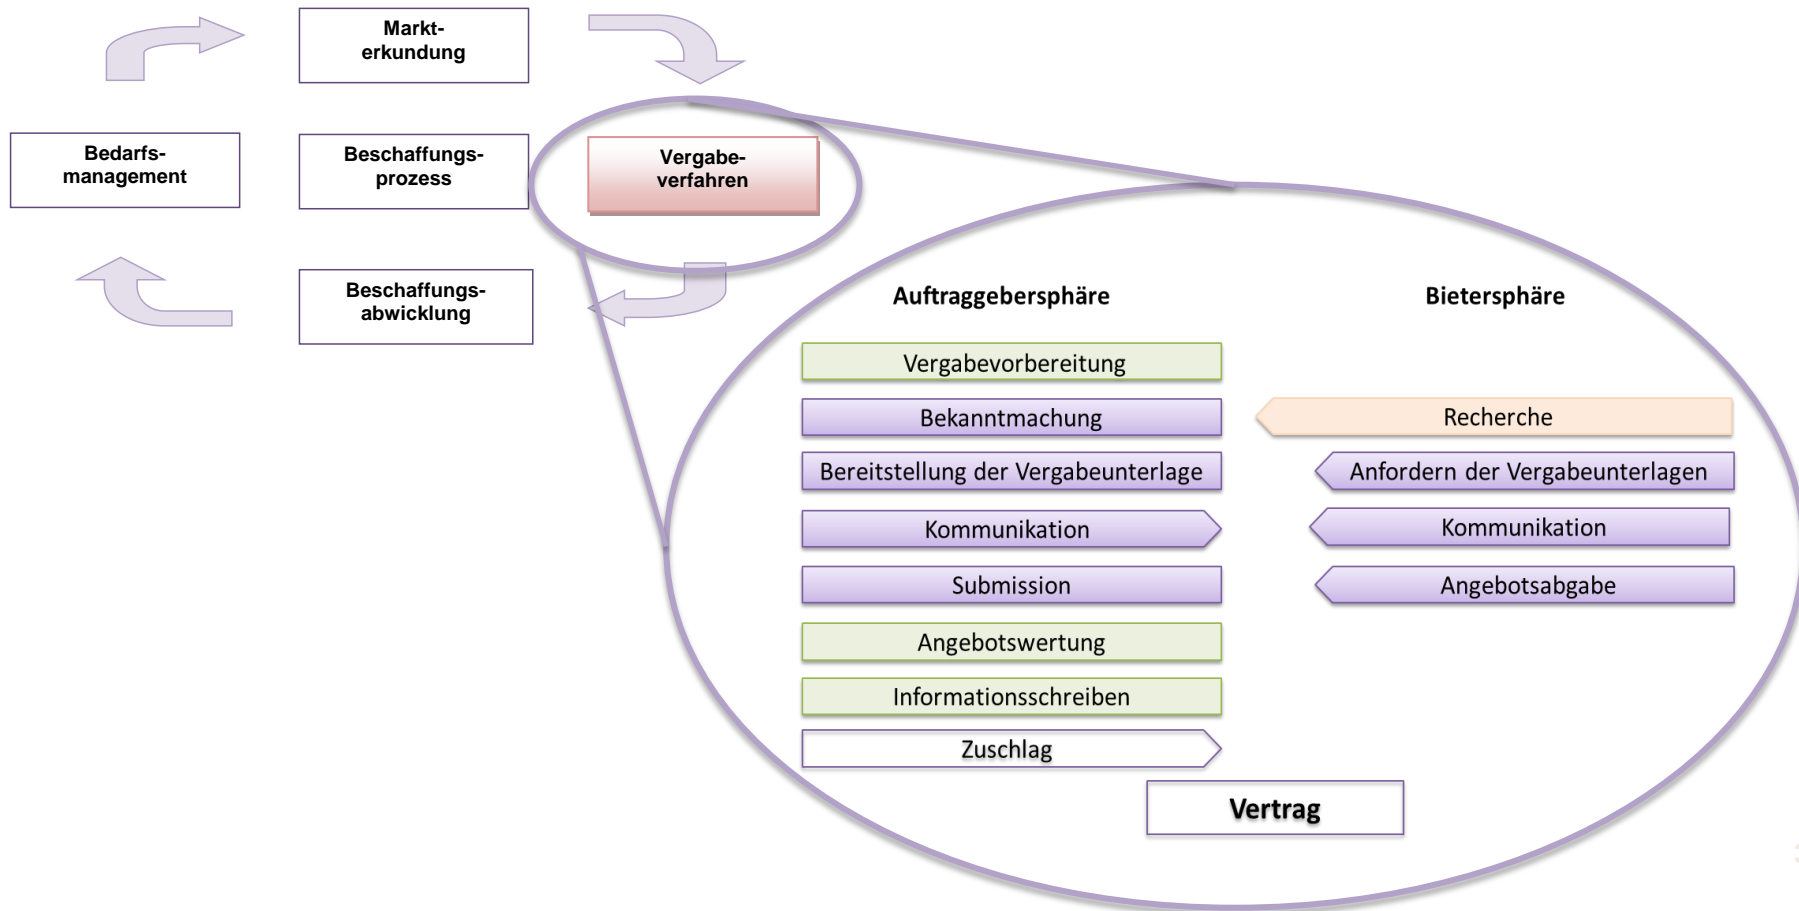 Markt-
erkundung
Bedarfs-
management
Beschaffungs-
prozess
Vergabe-
verfahren
Beschaffungs-
abwicklung
Auftraggebersphäre
Bietersphäre
Vergabevorbereitung
Bekanntmachung
Recherche
Bereitstellung der Vergabeunterlage
Anfordern der Vergabeunterlagen
Kommunikation
Kommunikation
Submission
Angebotsabgabe
Angebotswertung
Informationsschreiben
Zuschlag
Vertrag